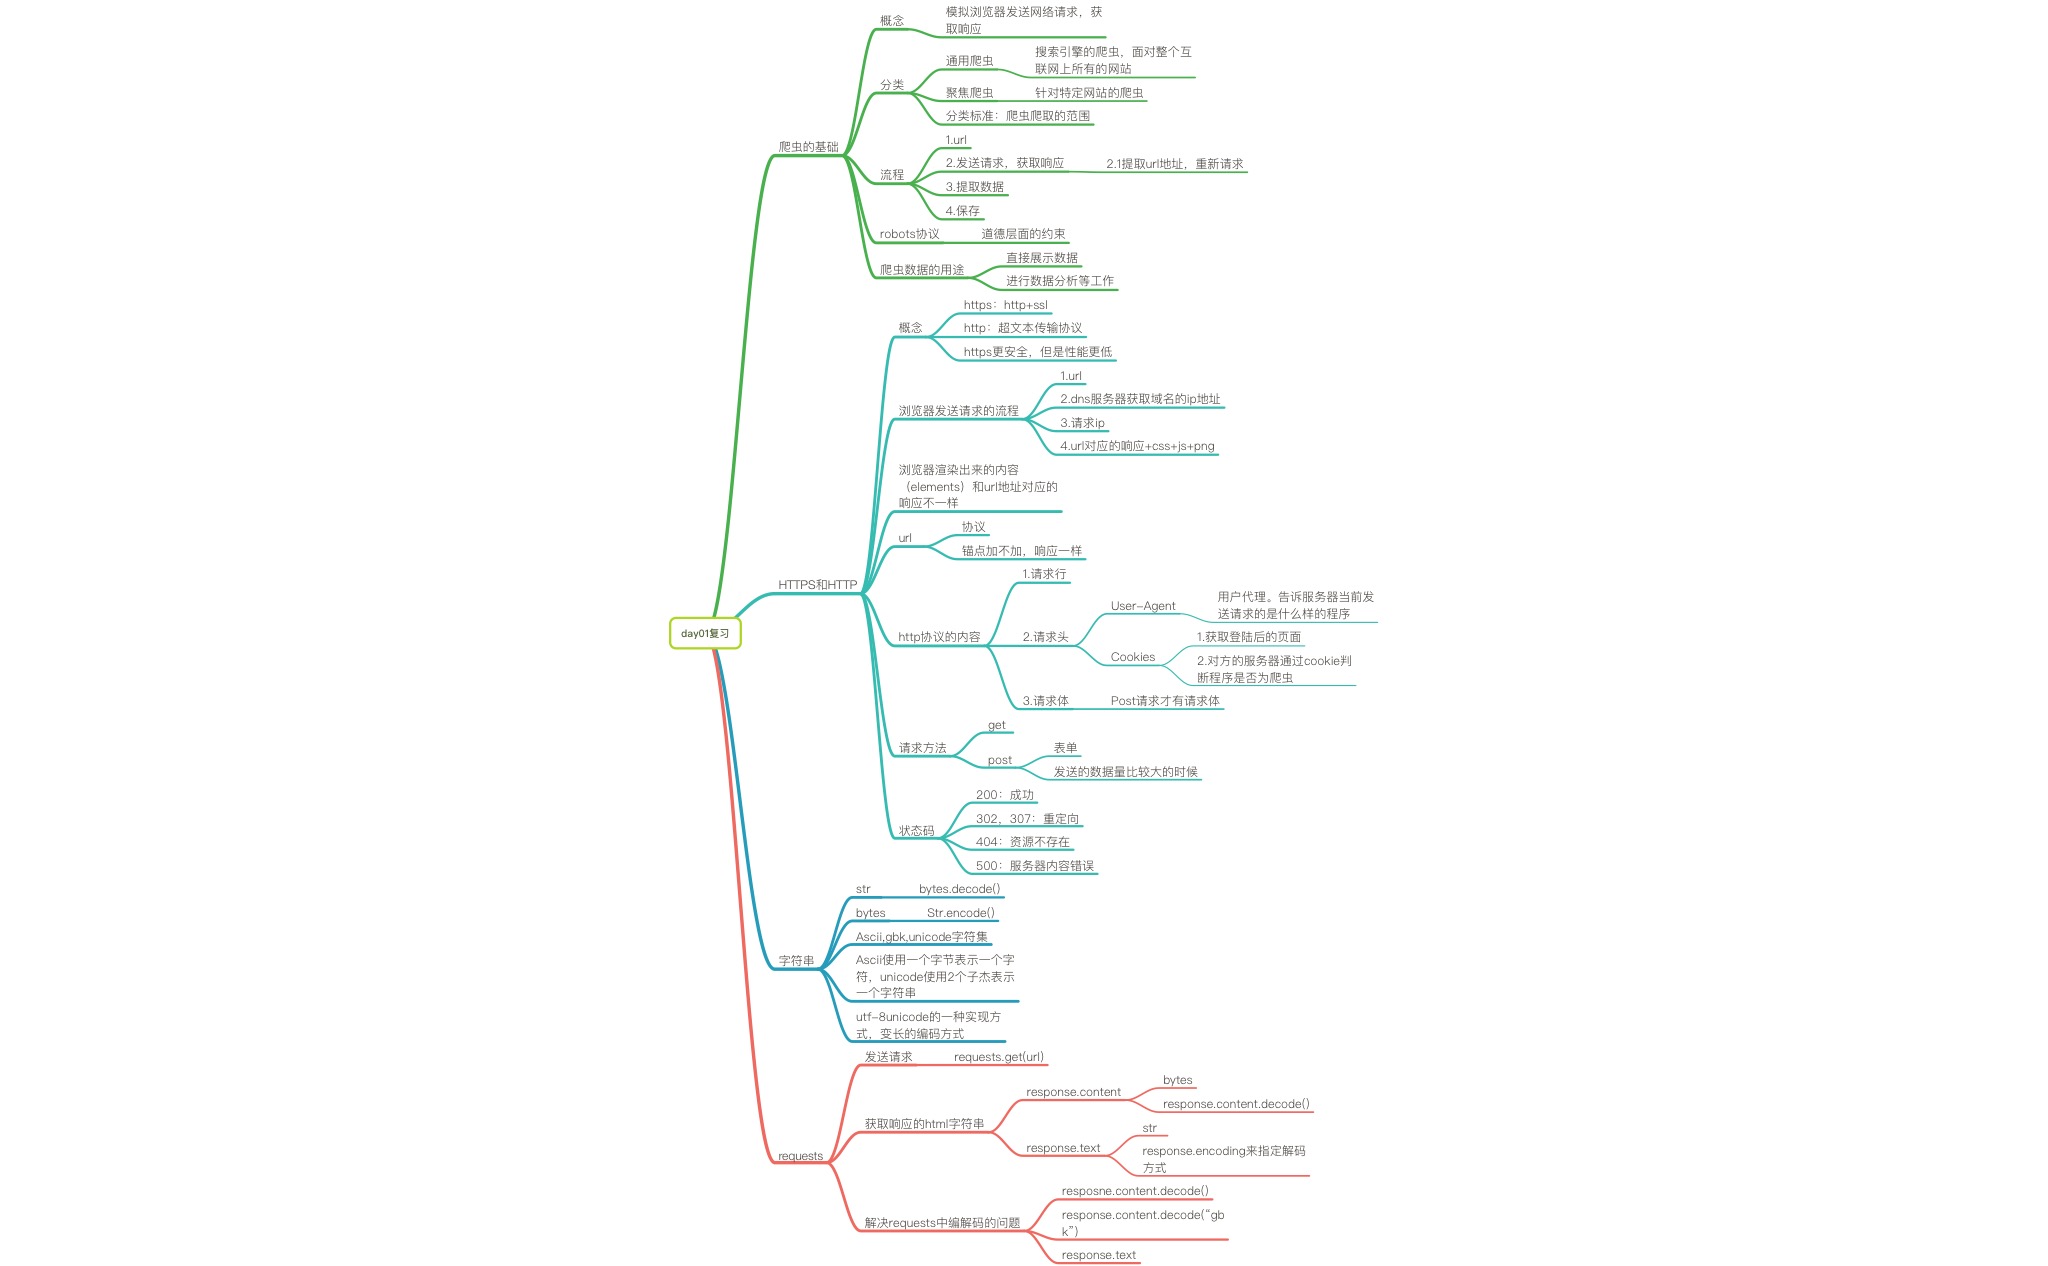 day01复习
爬虫的基础
概念
模拟浏览器发送网络请求，获
取响应
分类
通用爬虫
搜索引擎的爬虫，面对整个互
联网上所有的网站
聚焦爬虫
针对特定网站的爬虫
分类标准：爬虫爬取的范围
流程
1.url
2.发送请求，获取响应
2.1提取url地址，重新请求
3.提取数据
4.保存
robots协议
道德层面的约束
爬虫数据的用途
直接展示数据
进行数据分析等工作
HTTPS和HTTP
概念
https：http+ssl
http：超文本传输协议
https更安全，但是性能更低
浏览器发送请求的流程
1.url
2.dns服务器获取域名的ip地址
3.请求ip
4.url对应的响应+css+js+png
浏览器渲染出来的内容
（elements）和url地址对应的
响应不一样
url
协议
锚点加不加，响应一样
http协议的内容
1.请求行
2.请求头
User-Agent
用户代理。告诉服务器当前发
送请求的是什么样的程序
Cookies
1.获取登陆后的页面
2.对方的服务器通过cookie判
断程序是否为爬虫
3.请求体
Post请求才有请求体
请求方法
get
post
表单
发送的数据量比较大的时候
状态码
200：成功
302，307：重定向
404：资源不存在
500：服务器内容错误
字符串
str
bytes.decode()
bytes
Str.encode()
Ascii,gbk,unicode字符集
Ascii使用一个字节表示一个字
符，unicode使用2个子杰表示
一个字符串
utf-8unicode的一种实现方
式，变长的编码方式
requests
发送请求
requests.get(url)
获取响应的html字符串
response.content
bytes
response.content.decode()
response.text
str
response.encoding来指定解码
方式
解决requests中编解码的问题
resposne.content.decode()
response.content.decode(“gb
k”)
response.text